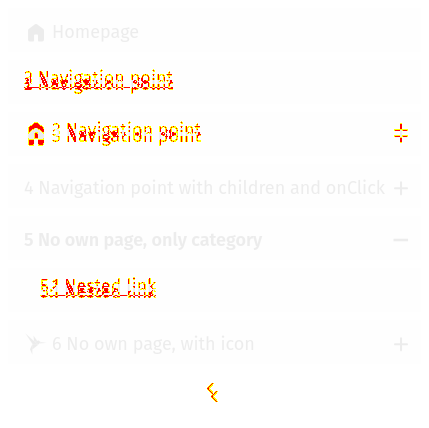 Homepage
2 Navigation point
3 Navigation point
4 Navigation point with children and onClick
5 No own page, only category
5.1 Nested link
6 No own page, with icon